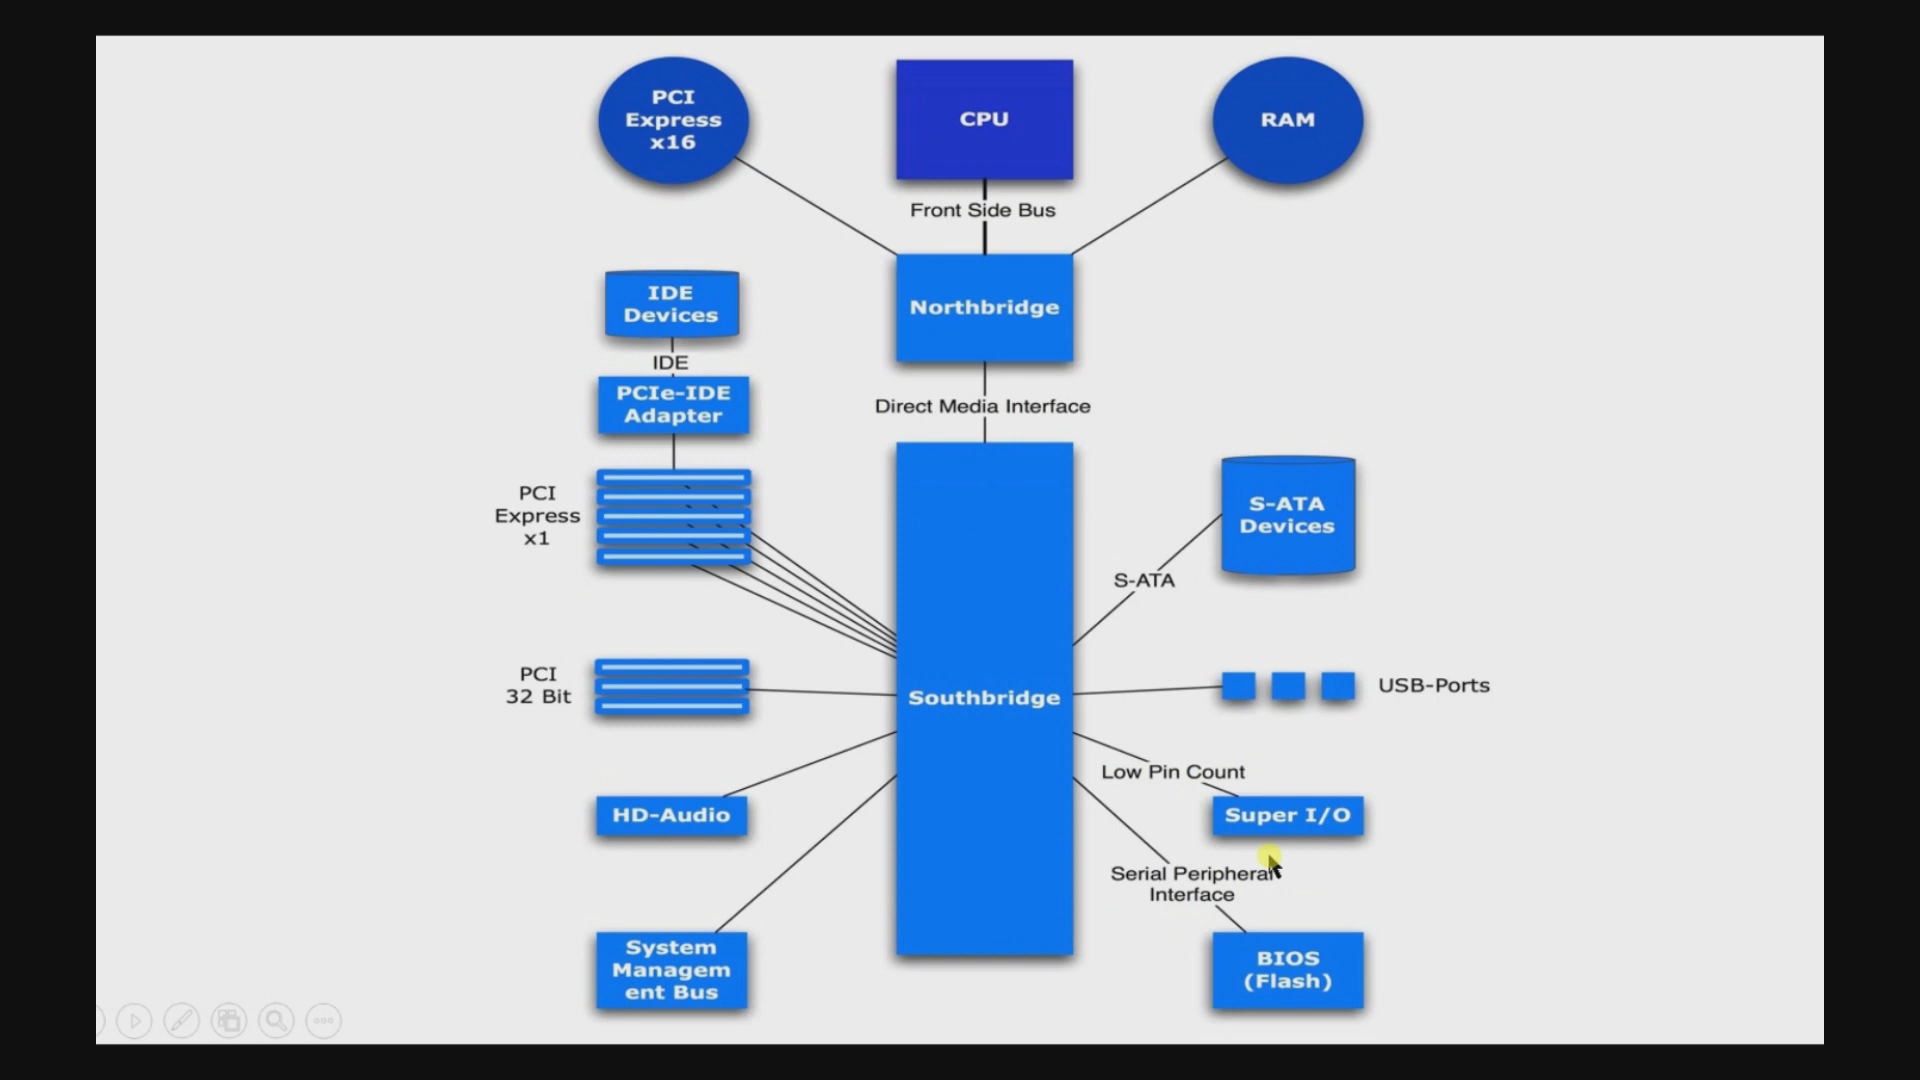 PCI
Express
x16
CPU
RAM
Front Side Bus
IDE
Devices
Northbridge
IDE
PCIe-IDE
Adapter
Direct Media Interface
PCI
Express
x1
S-ATA
Devices
S-ATA
PCI
32 Bit
Southbridge
USB-Ports
Low Pin Count
HD-Audio
Super I/O
Serial Peripheral
Interface
System
Managem
ent Bus
BIOS
(Flash)